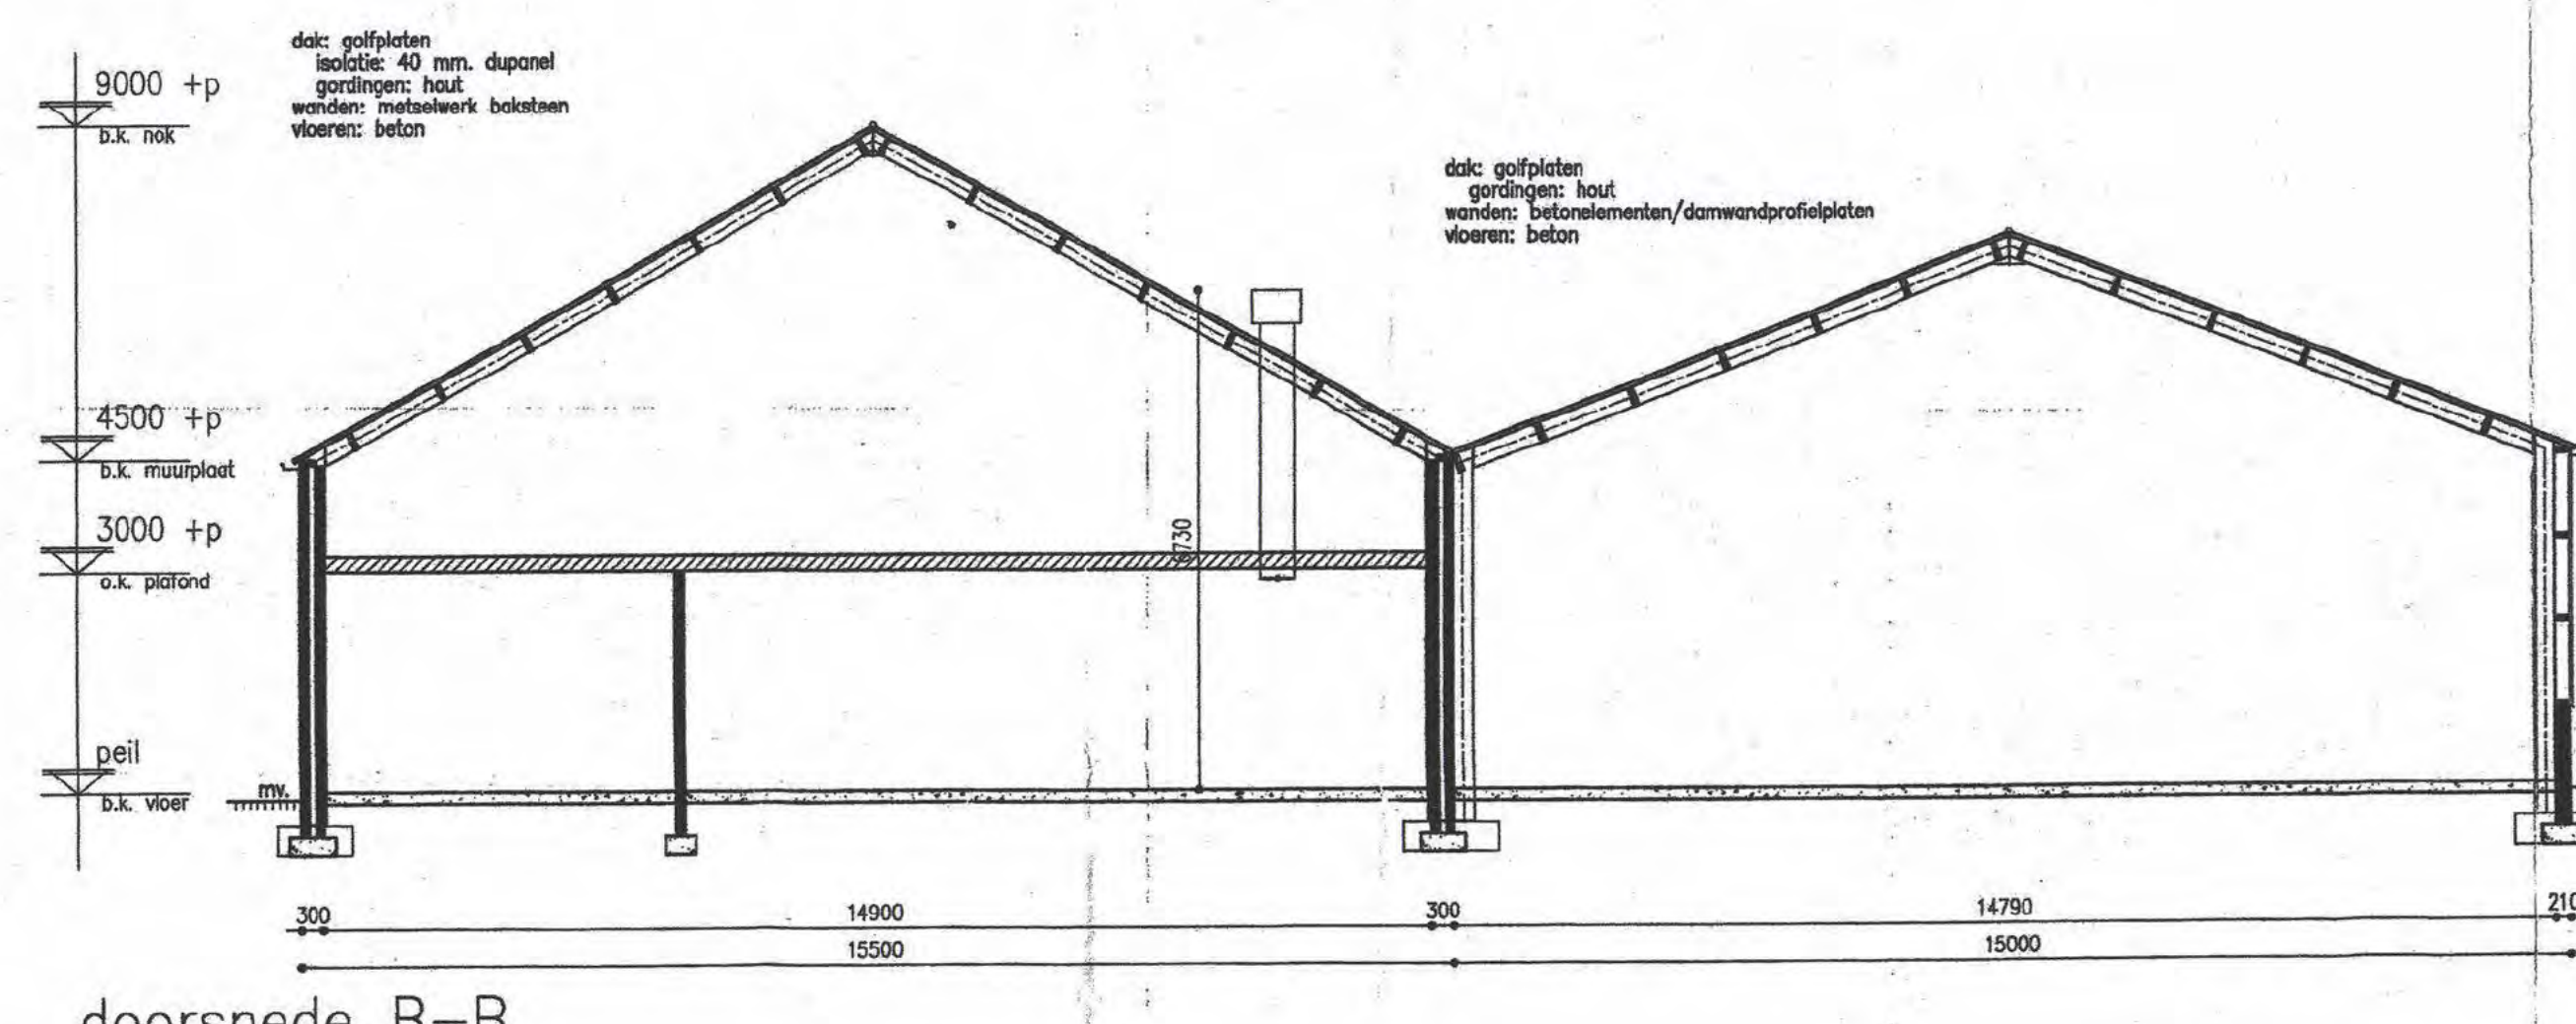 dak: golfplaten
isolatie: 40 mm. dupanel
gordingen: hout
wanden: metselwerk baksteen
vloeren: beton
9000 +p
b.k. nok
dak: golfplaten
gordingen: hout
wanden: betonelementen/damwandprofielplaten
vloeren: beton
4500 +p
b.k. muurplaat
3000 +p
o.k. plafond
6730
peil
b.k. vloer
mv.
300
14900
300
14790
210
15500
15000
doorsnede B-B